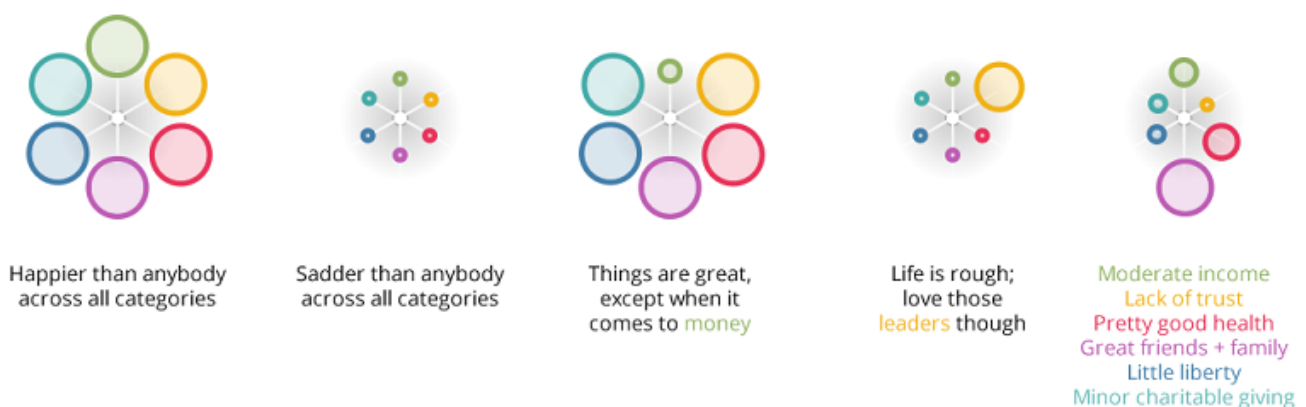 Happier than anybody
across all categories
Sadder than anybody
across all categories
Things are great,
except when it
comes to money
Life is rough;
love those
leaders though
Moderate income
Lack of trust
Pretty good health
Great friends + family
Little liberty
Minor charitable giving